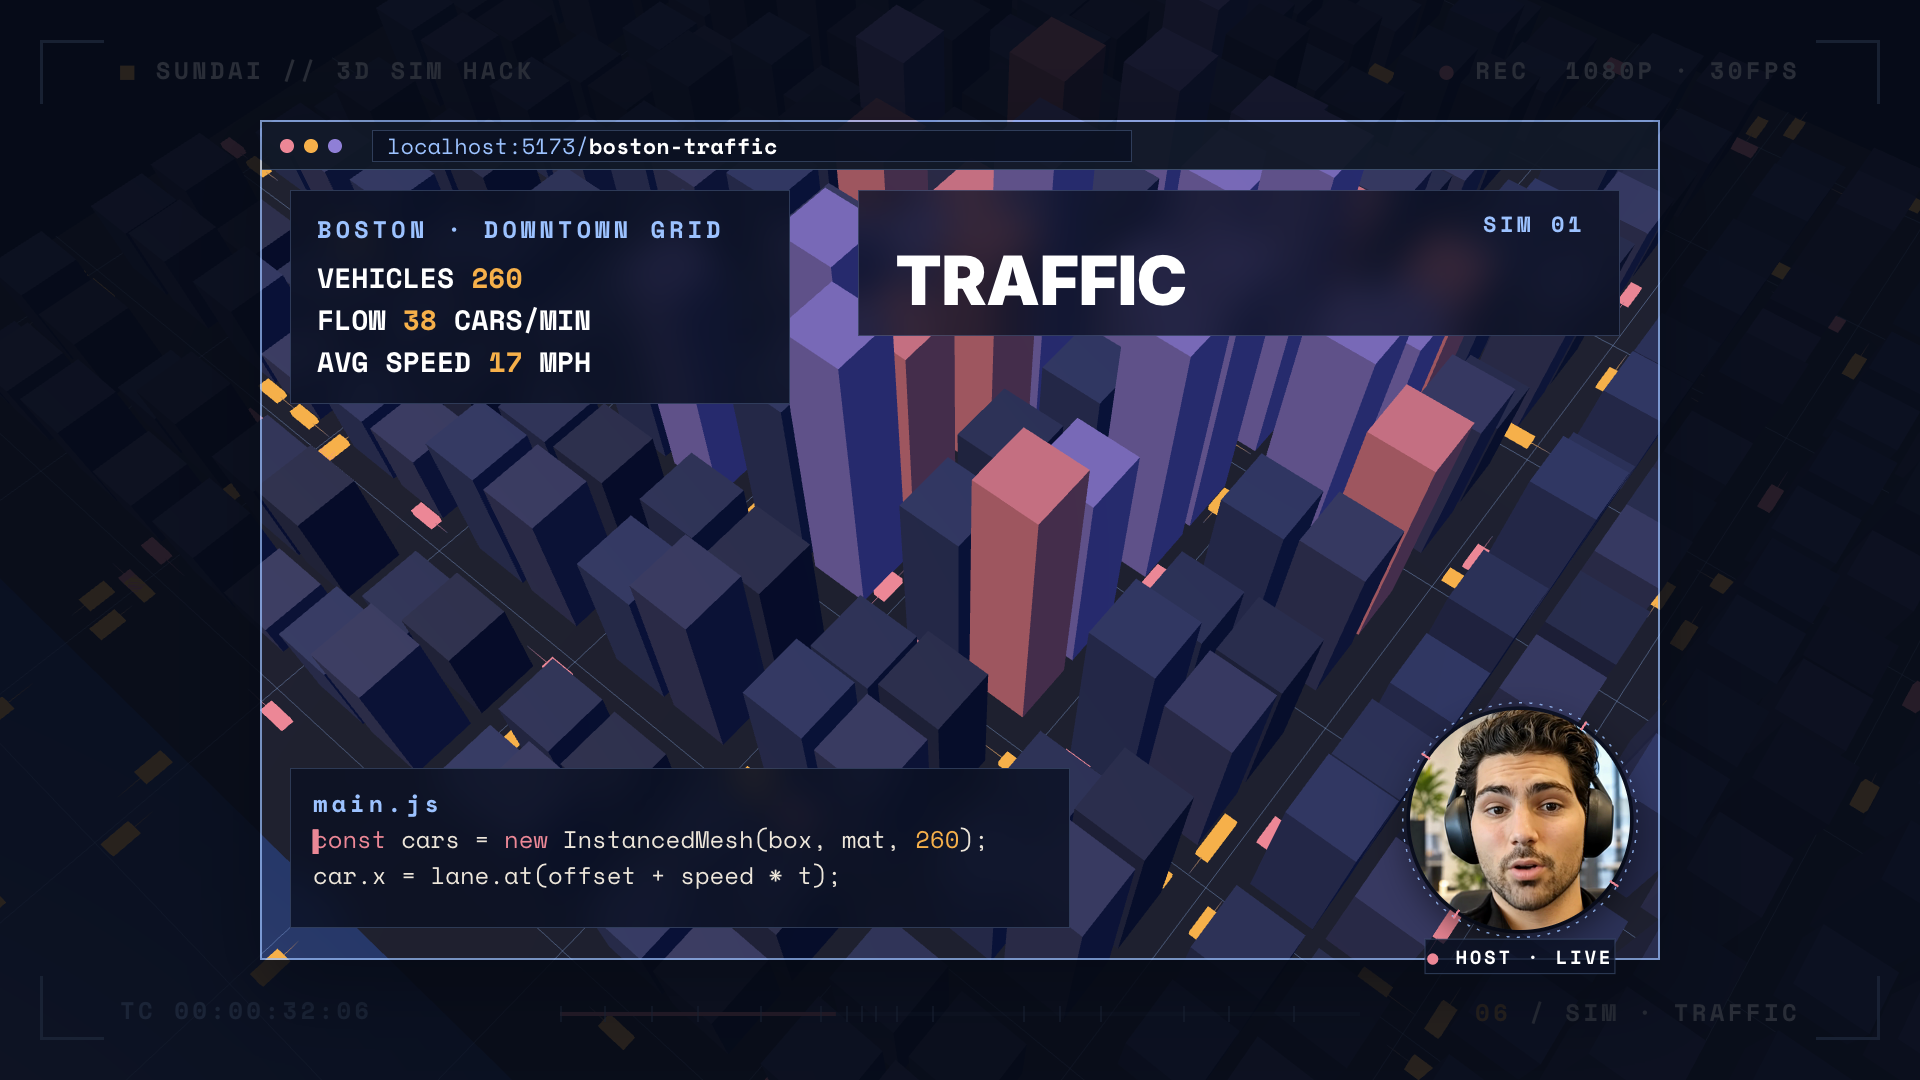 SUNDAI // 3D SIM HACK
REC 1080P · 30FPS
localhost:5173/boston-traffic
BOSTON · DOWNTOWN GRID
VEHICLES 260
FLOW 38 CARS/MIN
AVG SPEED 17 MPH
SIM 01
TRAFFIC
main.js
const cars = new InstancedMesh(box, mat, 260);
car.x = lane.at(offset + speed * t);
HOST · LIVE
TC 00:00:32:06
06 / SIM · TRAFFIC